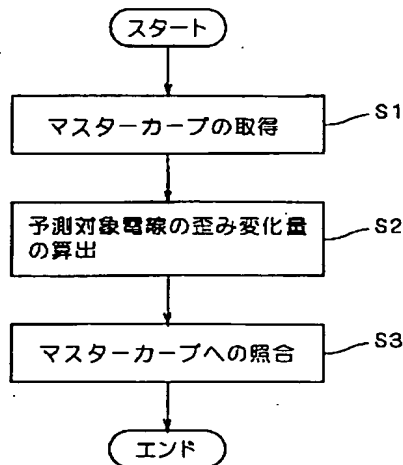 スタート
マスターカーブの取得
S1
予測対象電線の歪み変化量
の算出
S2
マスターカーブへの照合
S3
エンド